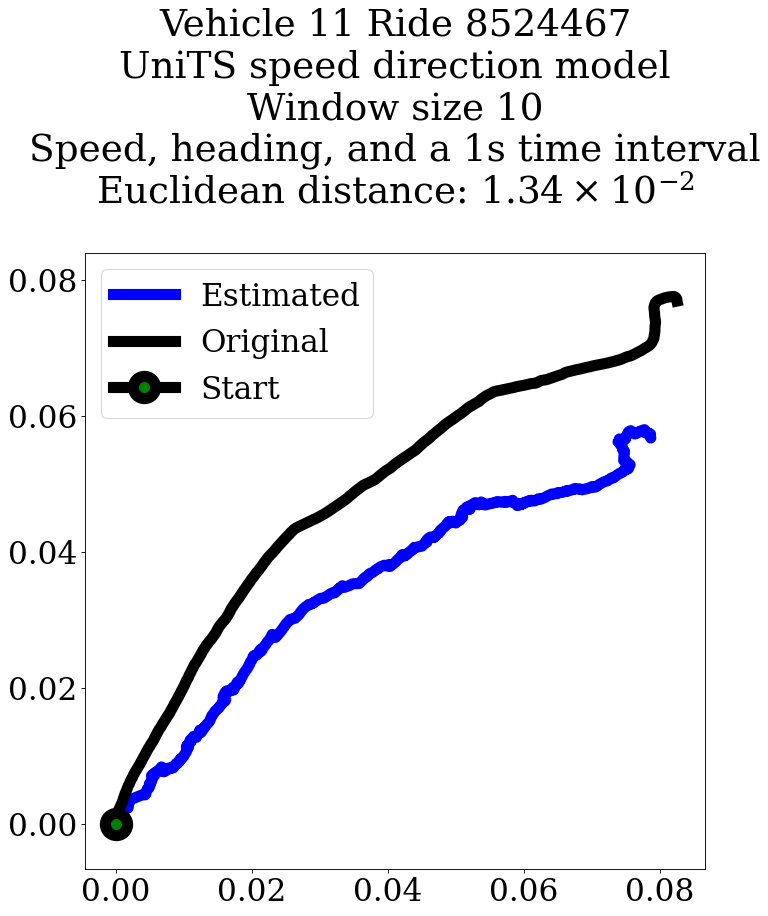 Vehicle 11 Ride 8524467
UniTS speed direction model
Window size 10
Speed, heading, and a 1s time interval
Euclidean distance: 1.34 × 10⁻²
0.08
0.06
0.04
0.02
0.00
Estimated
Original
Start
0.00 0.02 0.04 0.06 0.08